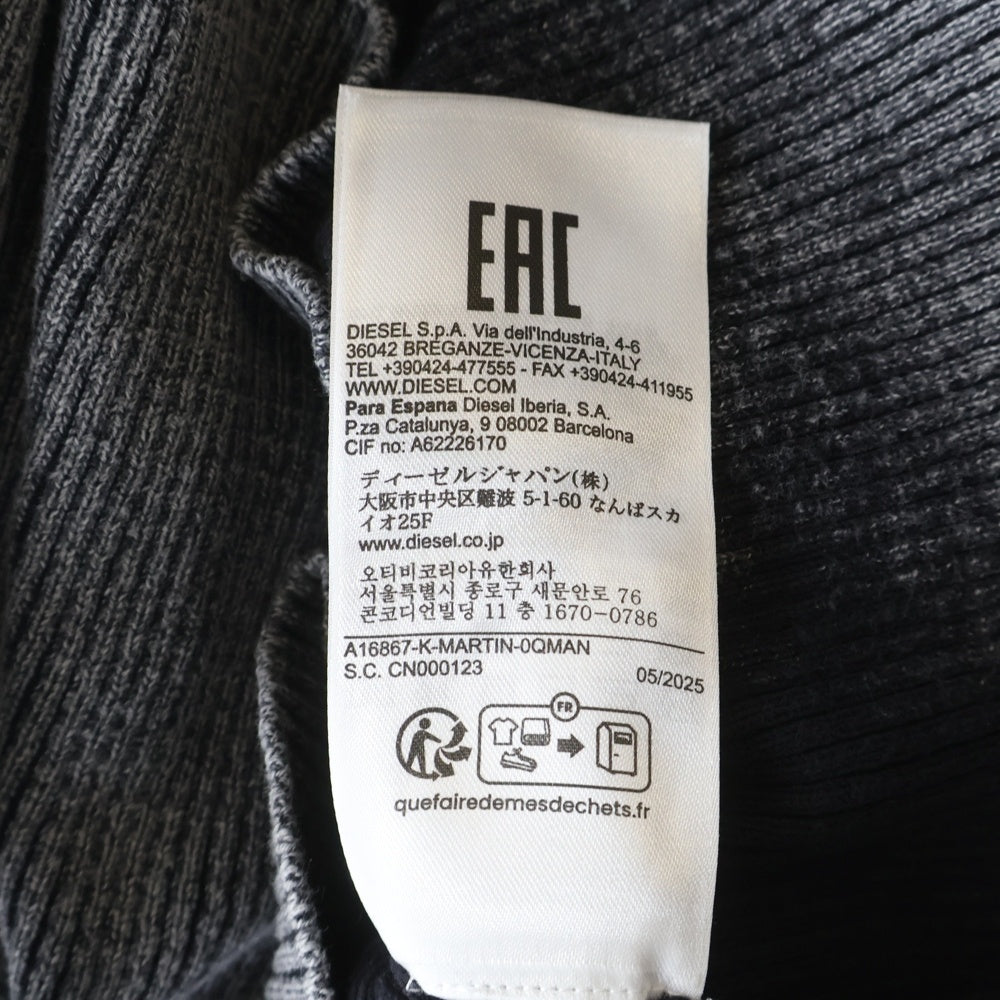 EAC
DIESEL S.p.A. Via dell'Industria, 4-6
36042 BREGANZE-VICENZA-ITALY
TEL +390424-477555 - FAX +390424-411955
WWW.DIESEL.COM
Para Espana Diesel Iberia, S.A.
P.za Catalunya, 9 08002 Barcelona
CIF no: A62226170
ディーゼルジャパン(株)
大阪市中央区難波 5-1-60 なんばスカ
イオ25F
www.diesel.co.jp
오티비코리아유한회사
서울특별시 종로구 새문안로 76
콘코디언빌딩 11 층 1670-0786
A16867-K-MARTIN-0QMAN
S.C. CN000123 05/2025
FR
quefairedemesdechets.fr